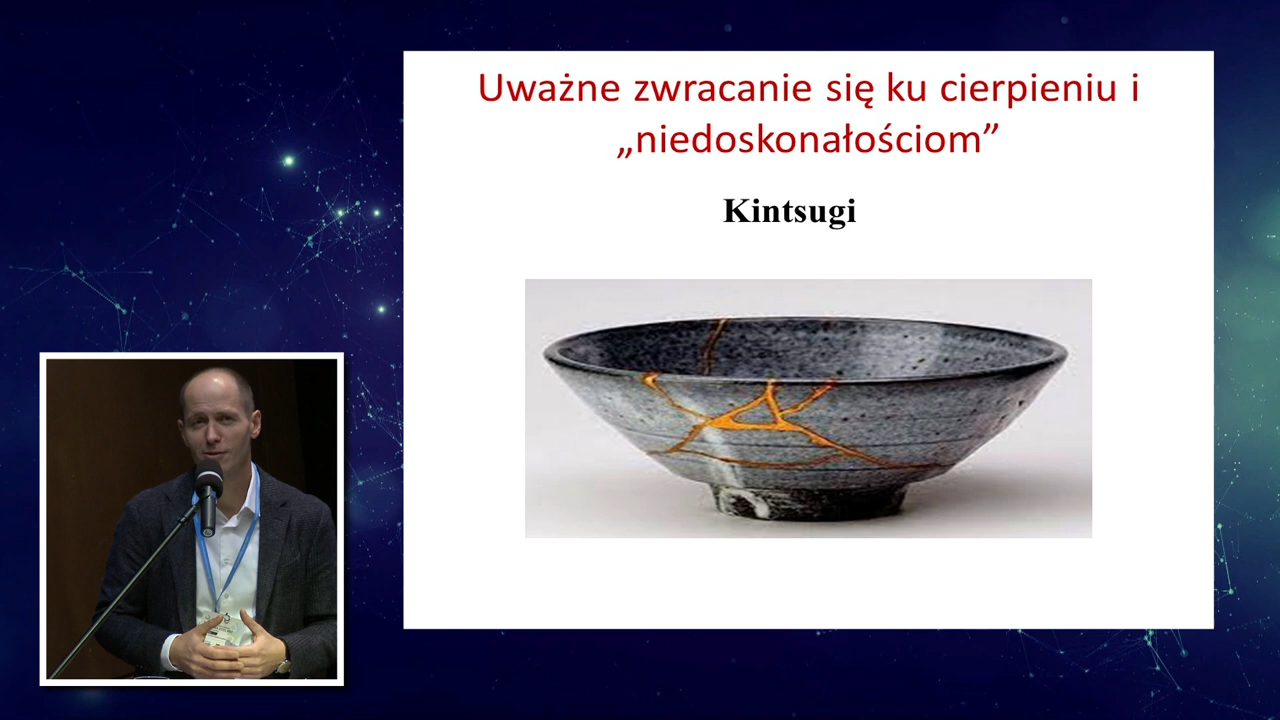 Uważne zwracanie się ku cierpieniu i
„niedoskonałościom”
Kintsugi